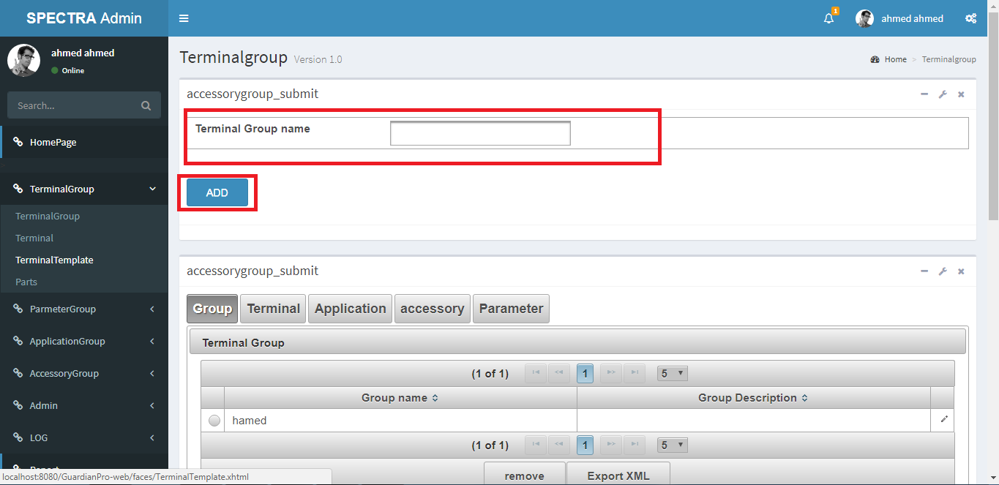 SPECTRA Admin
1
ahmed ahmed
ahmed ahmed
Online
Search...
HomePage
TerminalGroup
TerminalGroup
Terminal
TerminalTemplate
Parts
ParmeterGroup
ApplicationGroup
AccessoryGroup
Admin
LOG
Report
localhost:8080/GuardianPro-web/faces/TerminalTemplate.xhtml
Terminalgroup Version 1.0
Home > Terminalgroup
accessorygroup_submit
Terminal Group name
ADD
accessorygroup_submit
Group Terminal Application accessory Parameter
Terminal Group
(1 of 1) 1 5
Group name Group Description
hamed
(1 of 1) 1 5
remove Export XML